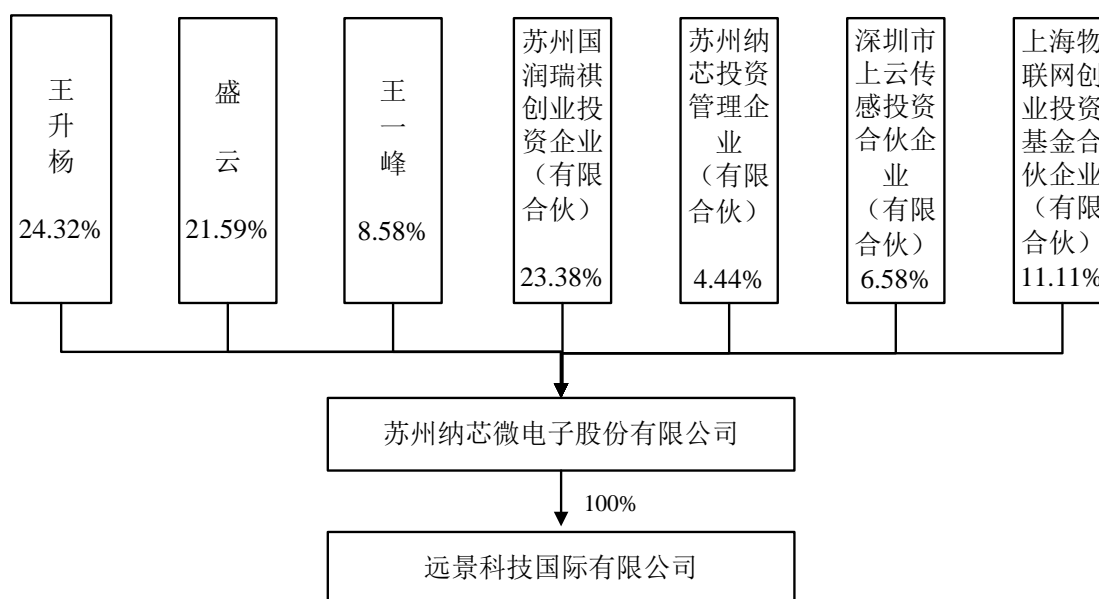 王
升
杨
24.32%
盛
云
21.59%
王
一
峰
8.58%
苏州国
润瑞祺
创业投
资企业
（有限
合伙）
23.38%
苏州纳
芯投资
管理企
业
（有限
合伙）
4.44%
深圳市
上云传
感投资
合伙企
业
（有限
合伙）
6.58%
上海物
联网创
业投资
基金合
伙企业
（有限
合伙）
11.11%
苏州纳芯微电子股份有限公司
100%
远景科技国际有限公司